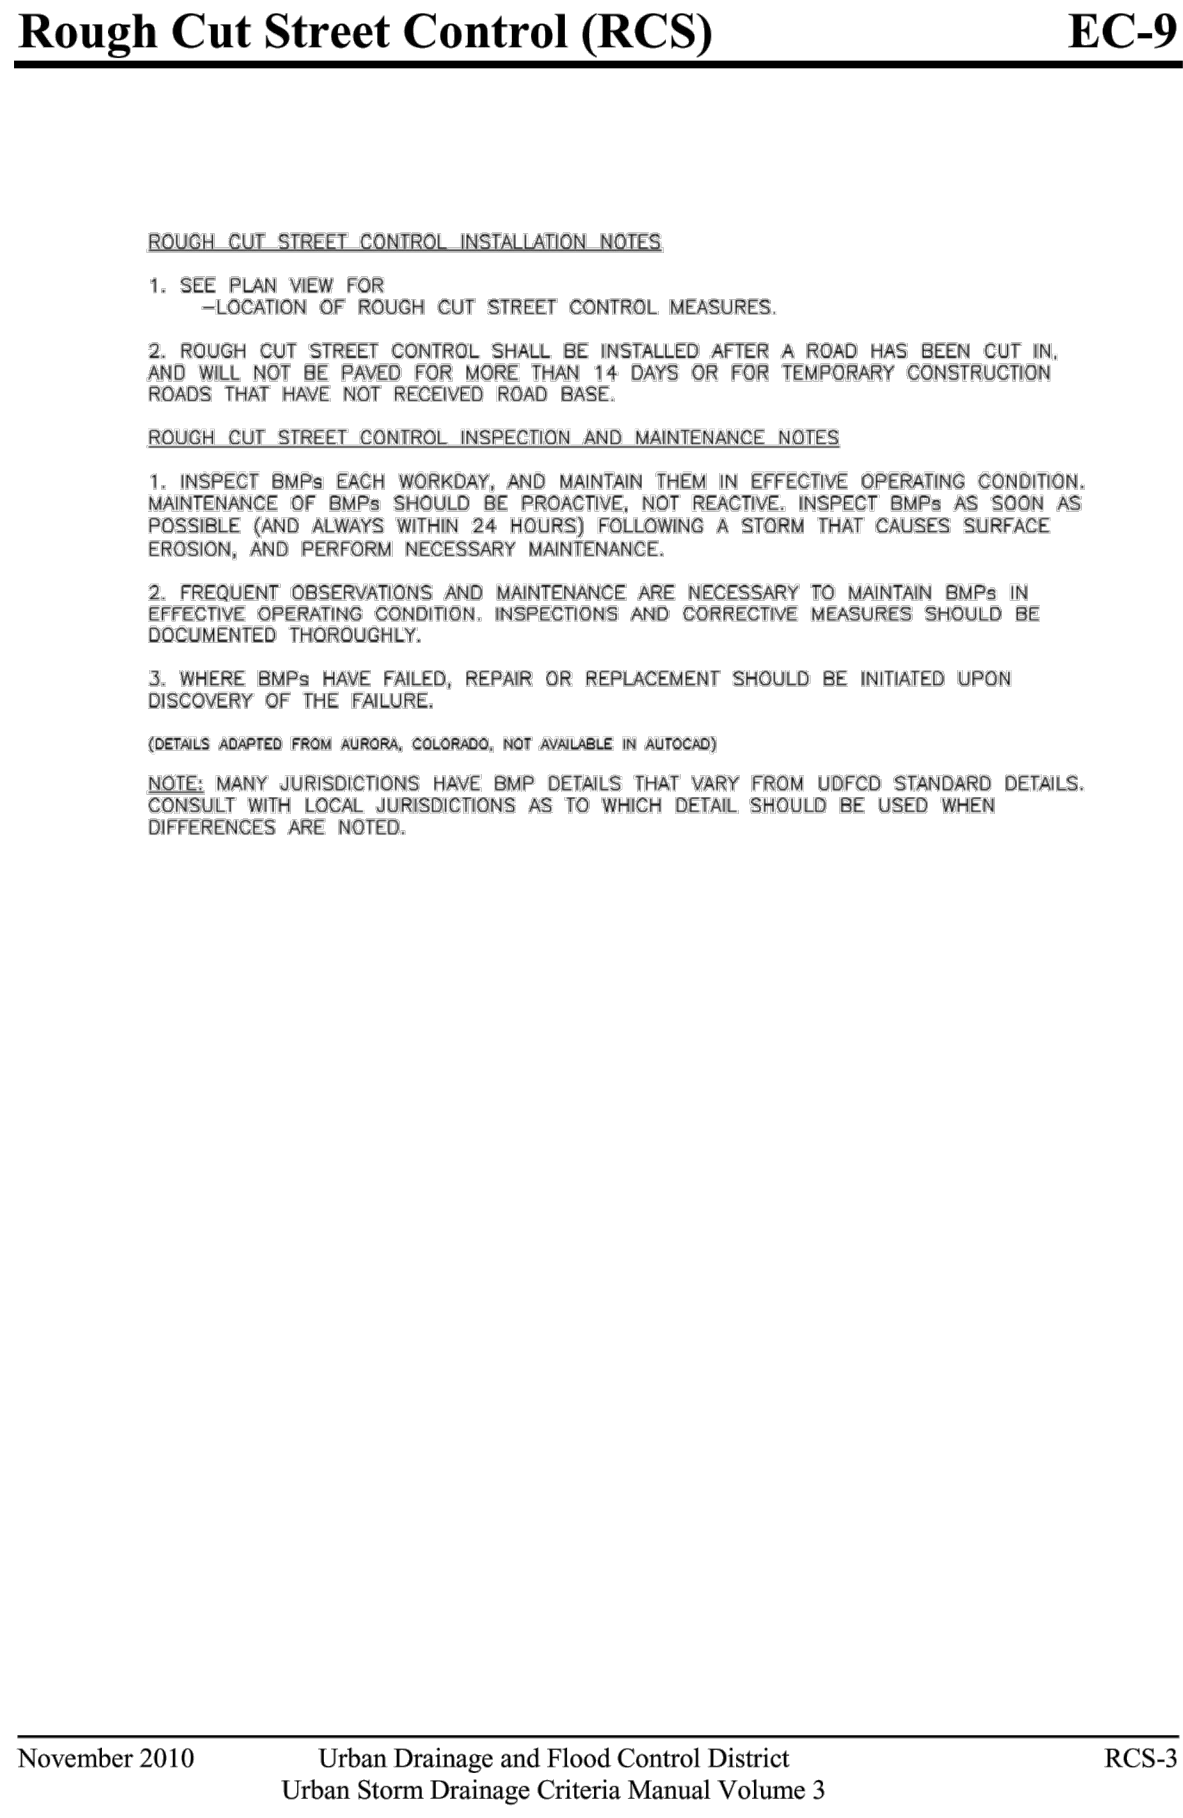 Rough Cut Street Control (RCS) EC-9
ROUGH CUT STREET CONTROL INSTALLATION NOTES
1. SEE PLAN VIEW FOR
-LOCATION OF ROUGH CUT STREET CONTROL MEASURES.
2. ROUGH CUT STREET CONTROL SHALL BE INSTALLED AFTER A ROAD HAS BEEN CUT IN,
AND WILL NOT BE PAVED FOR MORE THAN 14 DAYS OR FOR TEMPORARY CONSTRUCTION
ROADS THAT HAVE NOT RECEIVED ROAD BASE.
ROUGH CUT STREET CONTROL INSPECTION AND MAINTENANCE NOTES
1. INSPECT BMPs EACH WORKDAY, AND MAINTAIN THEM IN EFFECTIVE OPERATING CONDITION.
MAINTENANCE OF BMPs SHOULD BE PROACTIVE, NOT REACTIVE. INSPECT BMPs AS SOON AS
POSSIBLE (AND ALWAYS WITHIN 24 HOURS) FOLLOWING A STORM THAT CAUSES SURFACE
EROSION, AND PERFORM NECESSARY MAINTENANCE.
2. FREQUENT OBSERVATIONS AND MAINTENANCE ARE NECESSARY TO MAINTAIN BMPs IN
EFFECTIVE OPERATING CONDITION. INSPECTIONS AND CORRECTIVE MEASURES SHOULD BE
DOCUMENTED THOROUGHLY.
3. WHERE BMPs HAVE FAILED, REPAIR OR REPLACEMENT SHOULD BE INITIATED UPON
DISCOVERY OF THE FAILURE.
(DETAILS ADAPTED FROM AURORA, COLORADO, NOT AVAILABLE IN AUTOCAD)
NOTE: MANY JURISDICTIONS HAVE BMP DETAILS THAT VARY FROM UDFCD STANDARD DETAILS.
CONSULT WITH LOCAL JURISDICTIONS AS TO WHICH DETAIL SHOULD BE USED WHEN
DIFFERENCES ARE NOTED.
November 2010 Urban Drainage and Flood Control District RCS-3
Urban Storm Drainage Criteria Manual Volume 3